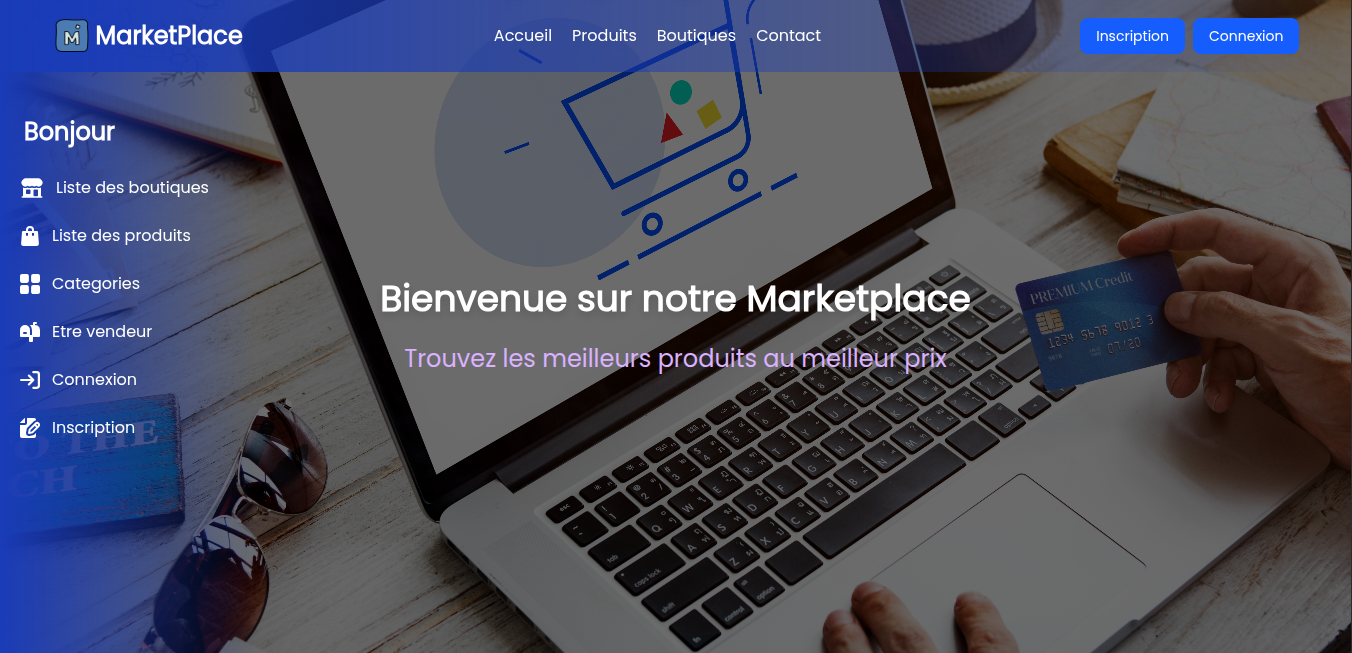 M MarketPlace
Accueil Produits Boutiques Contact
Inscription Connexion
Bonjour
Liste des boutiques
Liste des produits
Categories
Etre vendeur
Connexion
Inscription
Bienvenue sur notre Marketplace
Trouvez les meilleurs produits au meilleur prix
PREMIUM Credit
1234 5678 9012 3
07/20
O THE
CH